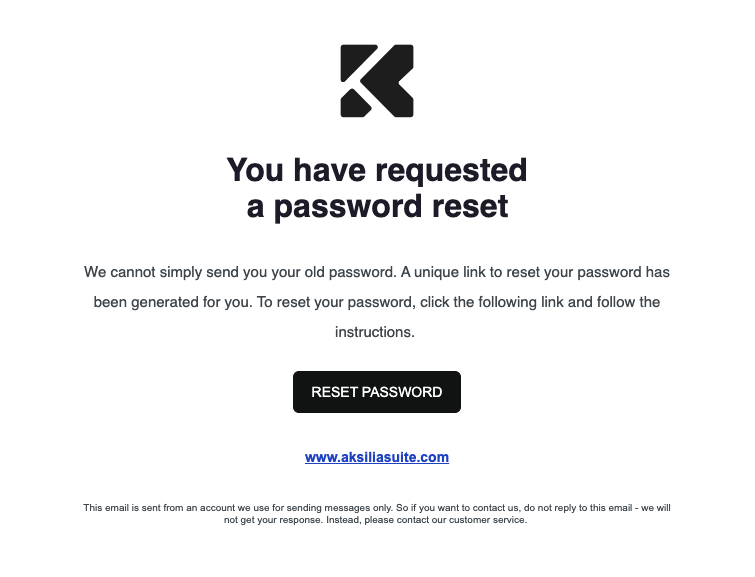 You have requested
a password reset
We cannot simply send you your old password. A unique link to reset your password has
been generated for you. To reset your password, click the following link and follow the
instructions.
RESET PASSWORD
www.aksiliasuite.com
This email is sent from an account we use for sending messages only. So if you want to contact us, do not reply to this email - we will
not get your response. Instead, please contact our customer service.